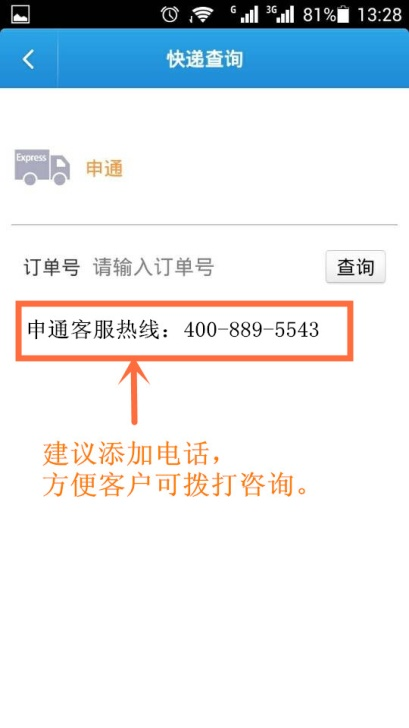 G 3G 81% 13:28
快递查询
Express 申通
订单号 请输入订单号 查询
申通客服热线：400-889-5543
建议添加电话，
方便客户可拨打咨询。